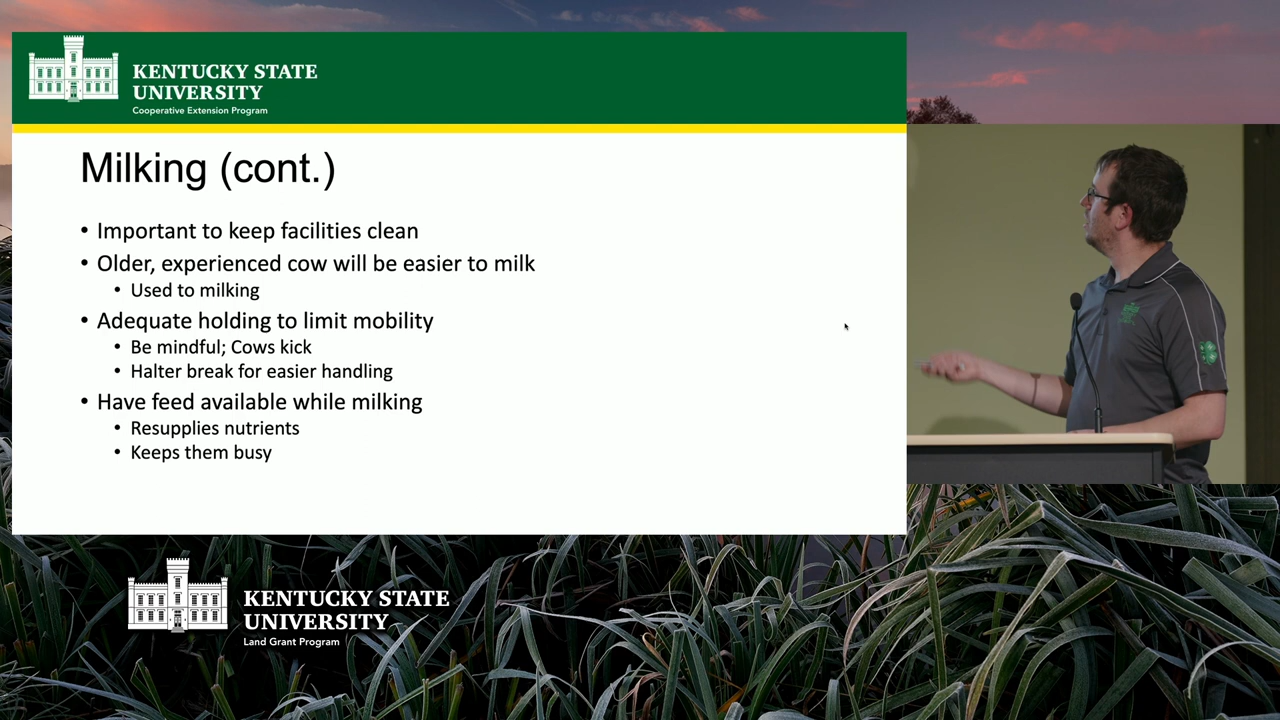 KENTUCKY STATE
UNIVERSITY
Cooperative Extension Program
Milking (cont.)
• Important to keep facilities clean
• Older, experienced cow will be easier to milk
• Used to milking
• Adequate holding to limit mobility
• Be mindful; Cows kick
• Halter break for easier handling
• Have feed available while milking
• Resupplies nutrients
• Keeps them busy
KENTUCKY STATE
UNIVERSITY
Land Grant Program